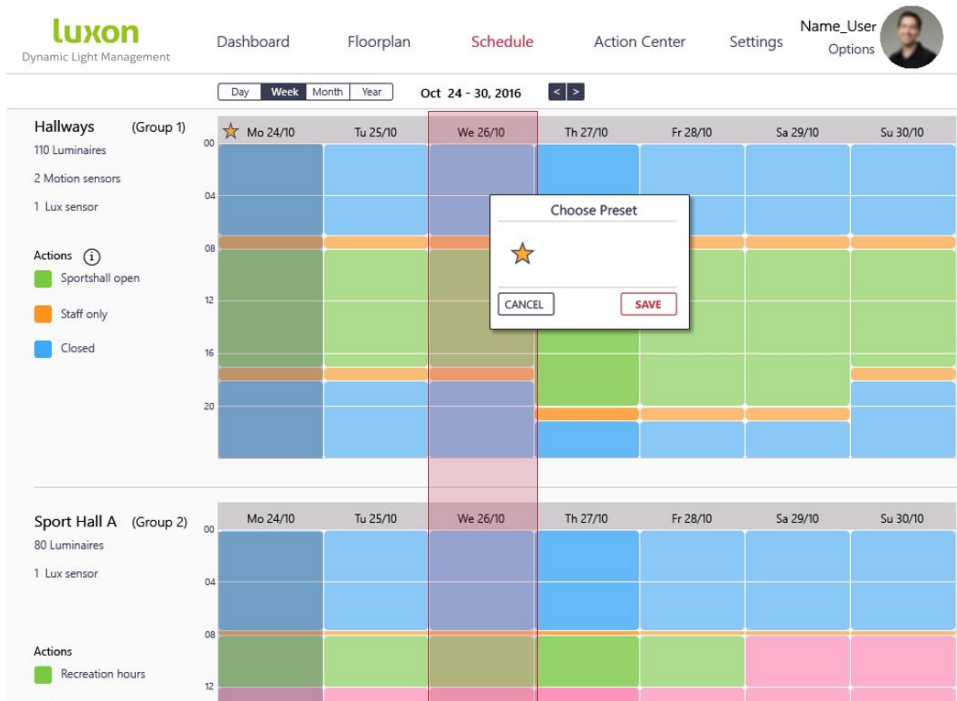 luxon
Dynamic Light Management
Dashboard
Floorplan
Schedule
Action Center
Settings
Name_User
Options
Day Week Month Year
Oct 24 - 30, 2016
< >
Hallways (Group 1)
110 Luminaires
2 Motion sensors
1 Lux sensor
Actions i
Sportshall open
Staff only
Closed
Mo 24/10 Tu 25/10 We 26/10 Th 27/10 Fr 28/10 Sa 29/10 Su 30/10
00
04
08
12
16
20
Choose Preset
CANCEL SAVE
Sport Hall A (Group 2)
80 Luminaires
1 Lux sensor
Actions
Recreation hours
Mo 24/10 Tu 25/10 We 26/10 Th 27/10 Fr 28/10 Sa 29/10 Su 30/10
00
04
08
12